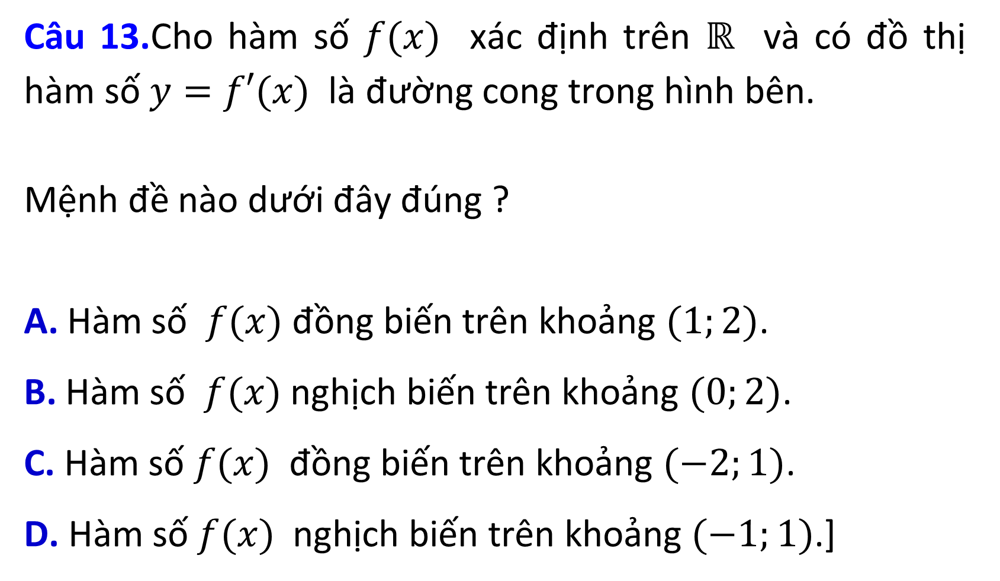 Câu 13.Cho hàm số f(x) xác định trên ℝ và có đồ thị
hàm số y = f′(x) là đường cong trong hình bên.
Mệnh đề nào dưới đây đúng ?
A. Hàm số f(x) đồng biến trên khoảng (1; 2).
B. Hàm số f(x) nghịch biến trên khoảng (0; 2).
C. Hàm số f(x) đồng biến trên khoảng (−2; 1).
D. Hàm số f(x) nghịch biến trên khoảng (−1; 1).]